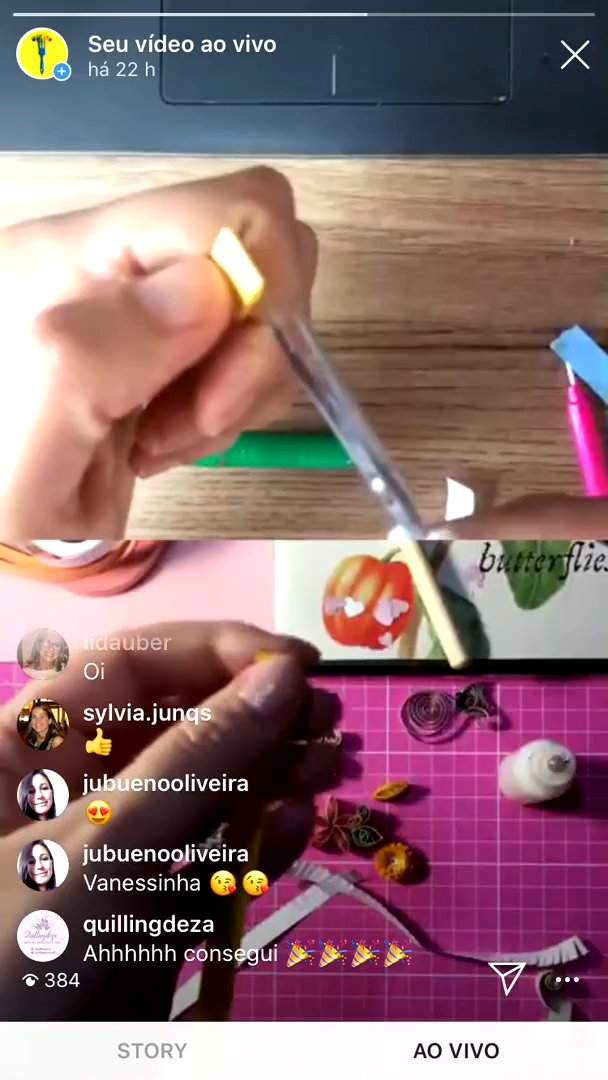 Seu vídeo ao vivo
há 22 h
butterflies
lidauber
Oi
sylvia.junqs
👍
jubuenooliveira
😍
jubuenooliveira
Vanessinha 😘😘
quillingdeza
Ahhhhhh consegui 🎉🎉🎉🎉
384
STORY
AO VIVO